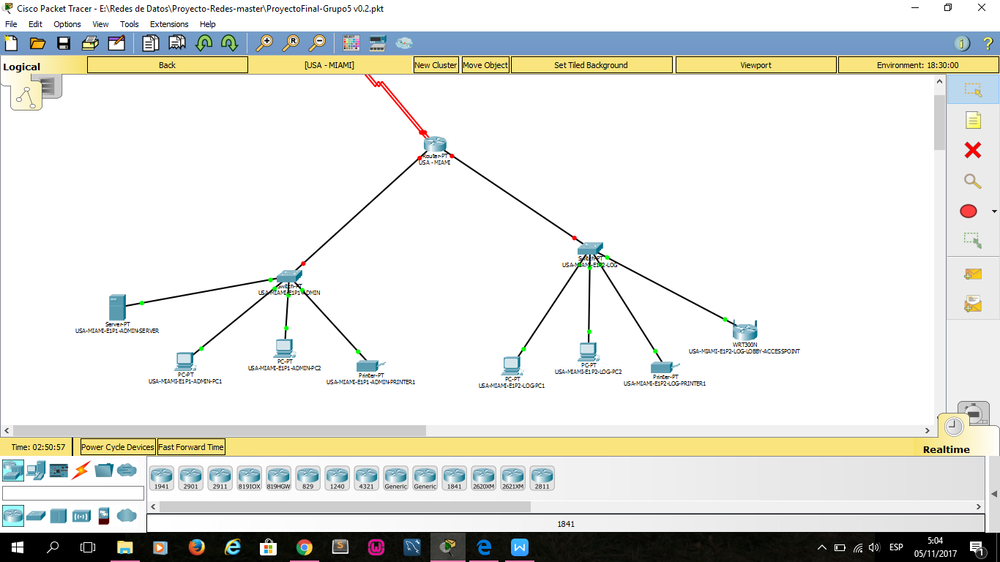 Cisco Packet Tracer - E:\Redes de Datos\Proyecto-Redes-master\ProyectoFinal-Grupo5 v0.2.pkt
File Edit Options View Tools Extensions Help
Logical Back [USA - MIAMI] New Cluster Move Object Set Tiled Background Viewport Environment: 18:30:00
Router-PT
USA - MIAMI
Switch-PT
USA-MIAMI-E1P2-LOG
Switch-PT
USA-MIAMI-E1P1-ADMIN
Server-PT
USA-MIAMI-E1P1-ADMIN-SERVER
PC-PT
USA-MIAMI-E1P1-ADMIN-PC1
PC-PT
USA-MIAMI-E1P1-ADMIN-PC2
Printer-PT
USA-MIAMI-E1P1-ADMIN-PRINTER1
PC-PT
USA-MIAMI-E1P2-LOG-PC1
PC-PT
USA-MIAMI-E1P2-LOG-PC2
Printer-PT
USA-MIAMI-E1P2-LOG-PRINTER1
WRT300N
USA-MIAMI-E1P2-LOG-LOBBY-ACCESSPOINT
Time: 02:50:57 Power Cycle Devices Fast Forward Time Realtime
1941 2901 2911 819IOX 819HGW 829 1240 4321 Generic Generic 1841 2620XM 2621XM 2811
1841
ESP
5:04
05/11/2017